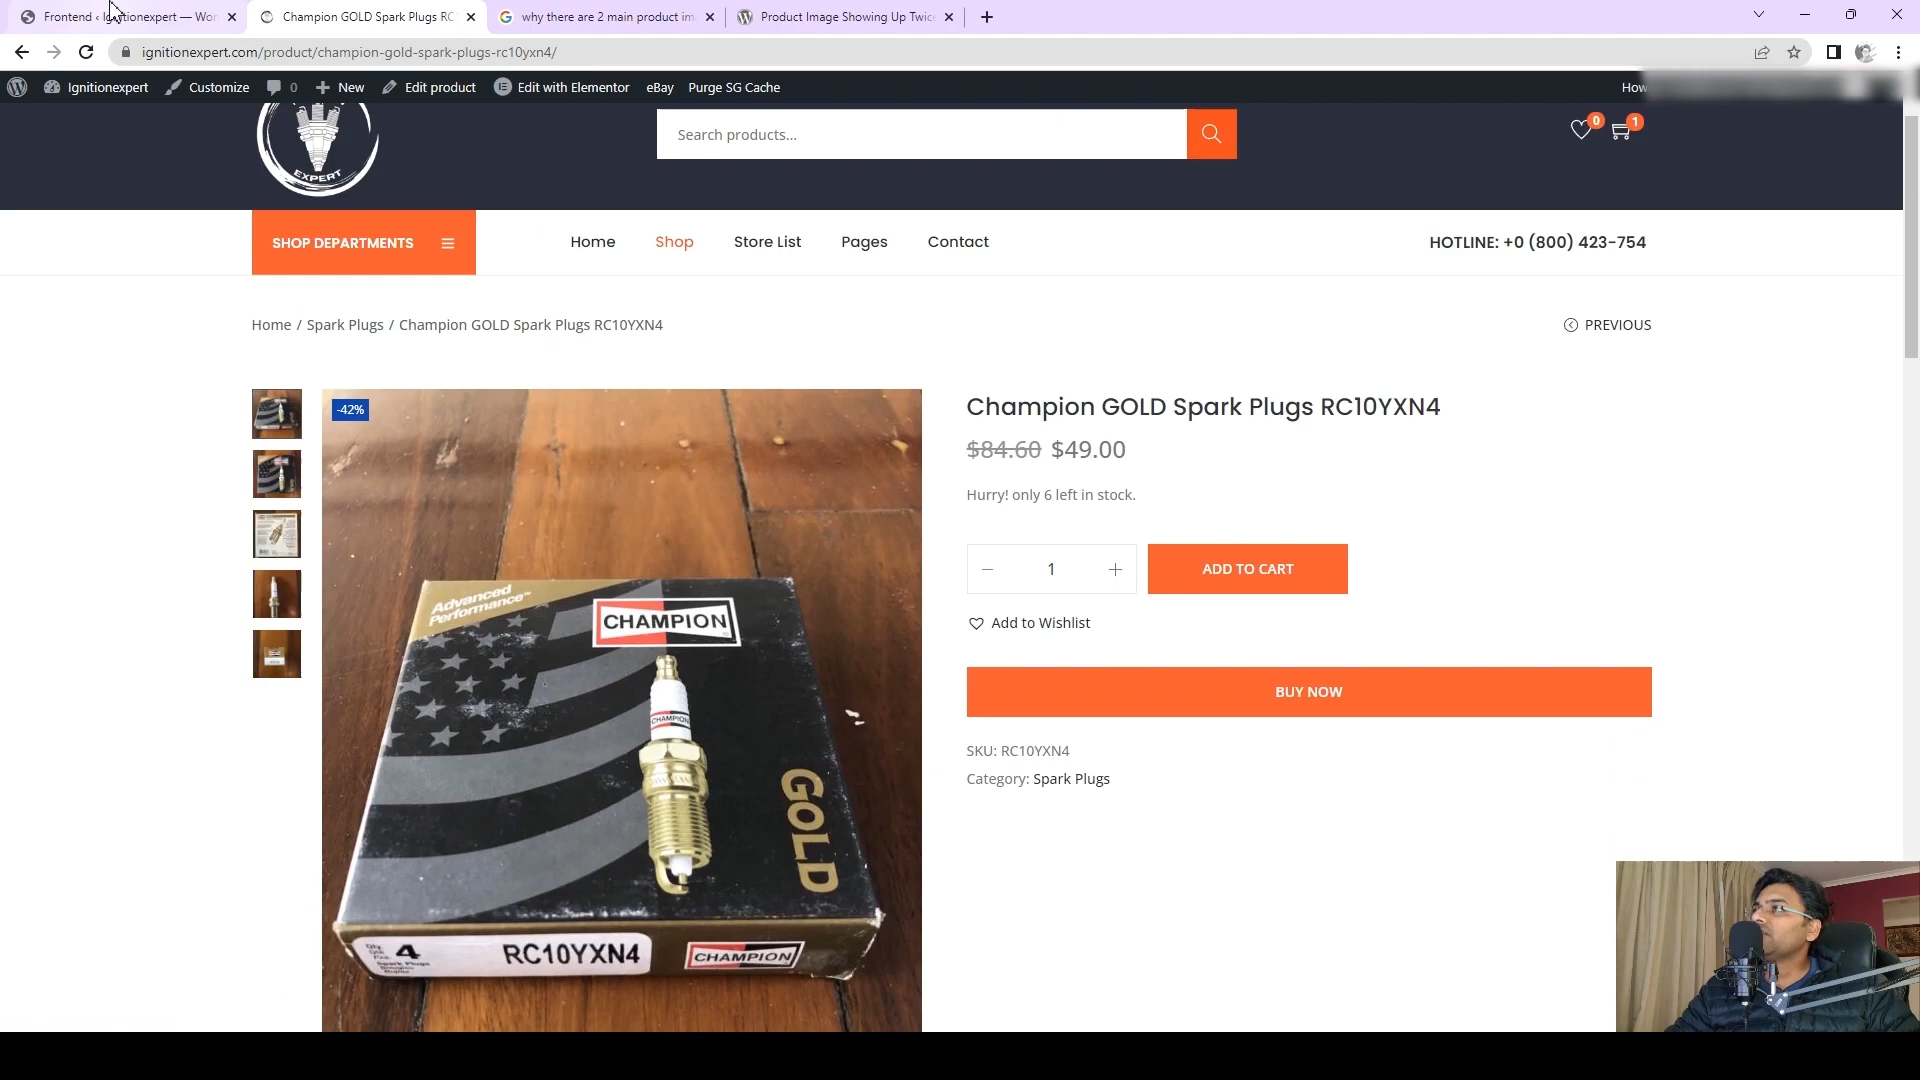 Frontend ‹ Ignitionexpert — Wor
Champion GOLD Spark Plugs RC
why there are 2 main product im
Product Image Showing Up Twice
ignitionexpert.com/product/champion-gold-spark-plugs-rc10yxn4/
Ignitionexpert
Customize
0
New
Edit product
Edit with Elementor
eBay
Purge SG Cache
How
EXPERT
Search products...
0
1
SHOP DEPARTMENTS
Home
Shop
Store List
Pages
Contact
HOTLINE: +0 (800) 423-754
Home / Spark Plugs / Champion GOLD Spark Plugs RC10YXN4
PREVIOUS
-42%
Advanced
Performance™
CHAMPION
CHAMPION
GOLD
4
RC10YXN4
CHAMPION
Champion GOLD Spark Plugs RC10YXN4
$84.60 $49.00
Hurry! only 6 left in stock.
1
ADD TO CART
Add to Wishlist
BUY NOW
SKU: RC10YXN4
Category: Spark Plugs